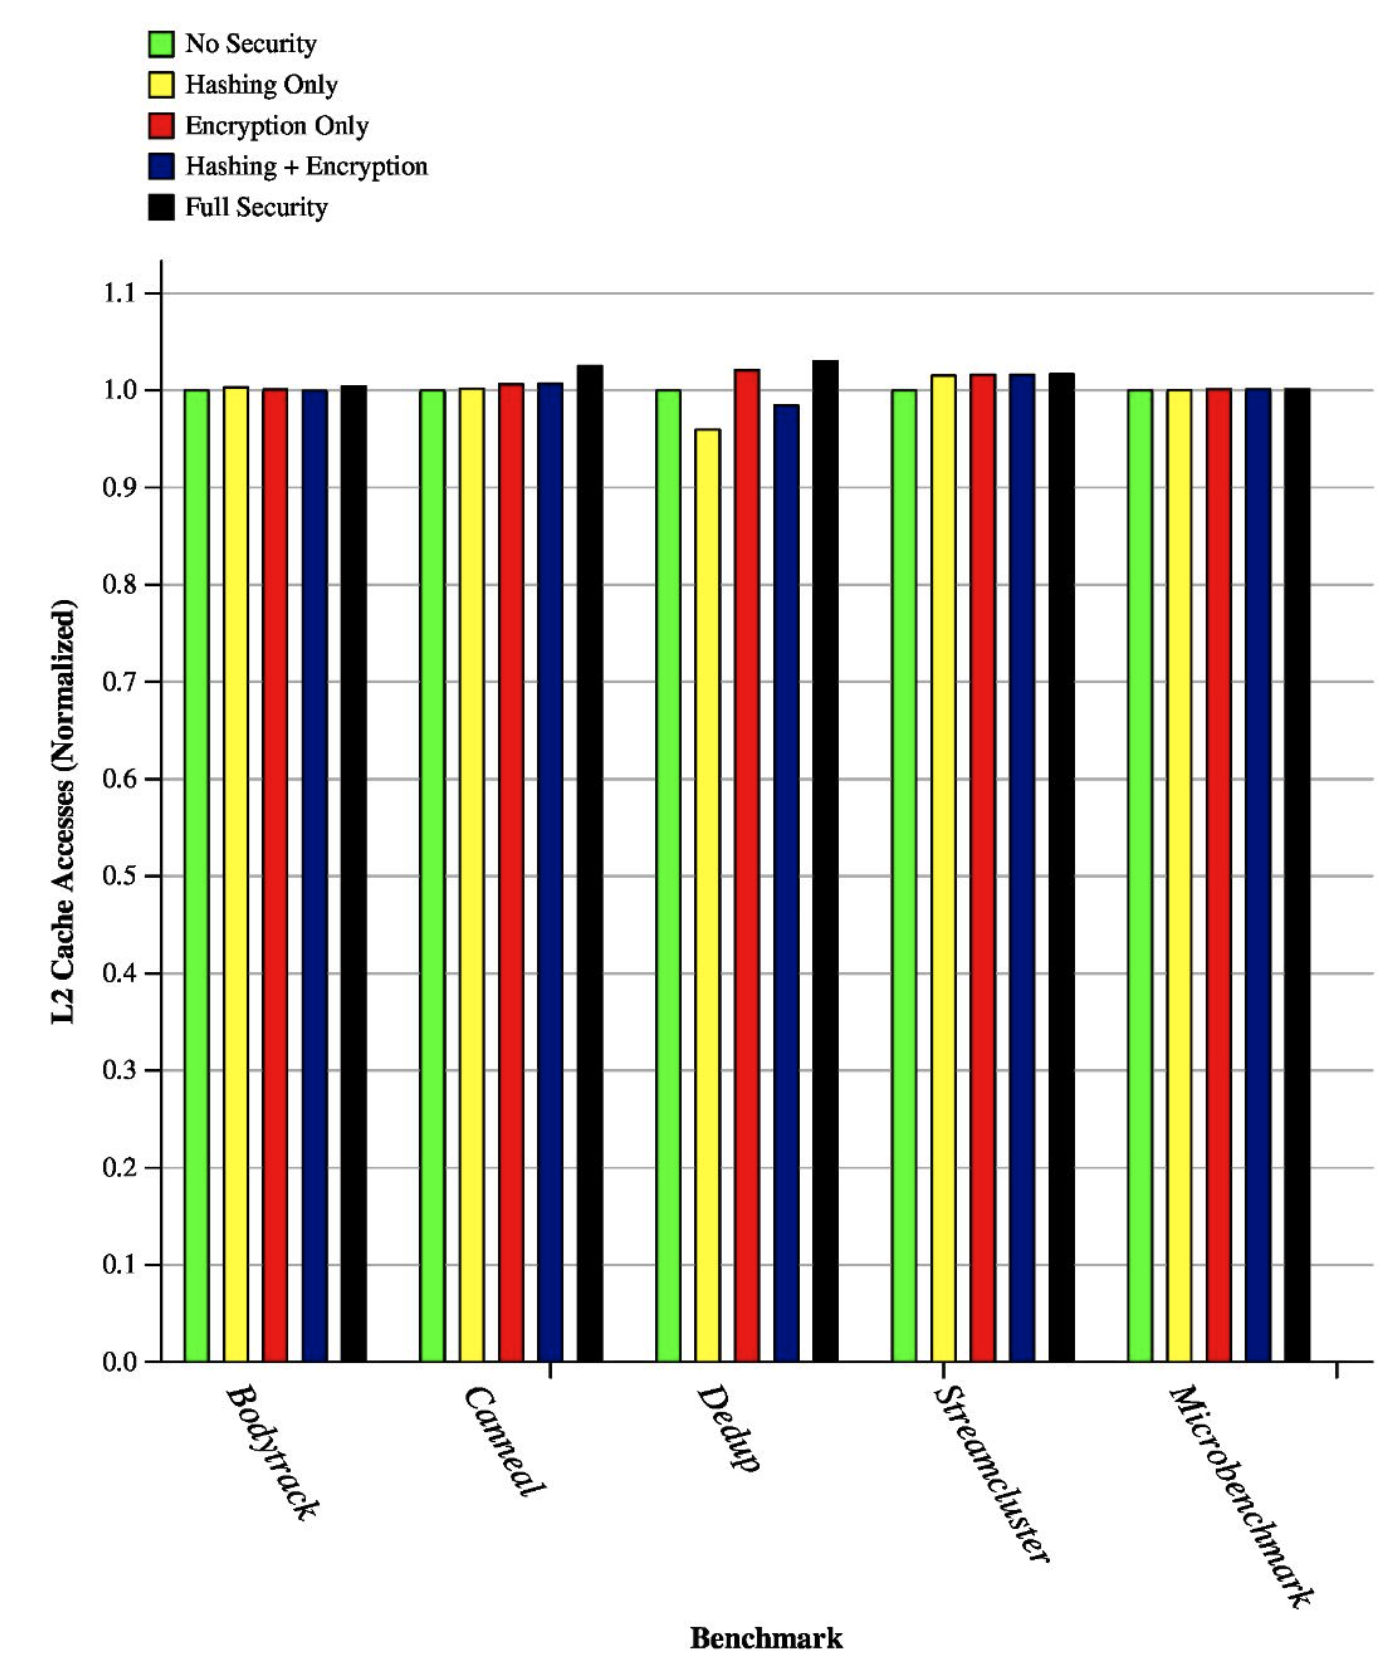 No Security
Hashing Only
Encryption Only
Hashing + Encryption
Full Security
1.1
1.0
0.9
0.8
0.7
0.6
0.5
0.4
0.3
0.2
0.1
0.0
L2 Cache Accesses (Normalized)
Bodytrack
Canneal
Dedup
Streamcluster
Microbenchmark
Benchmark